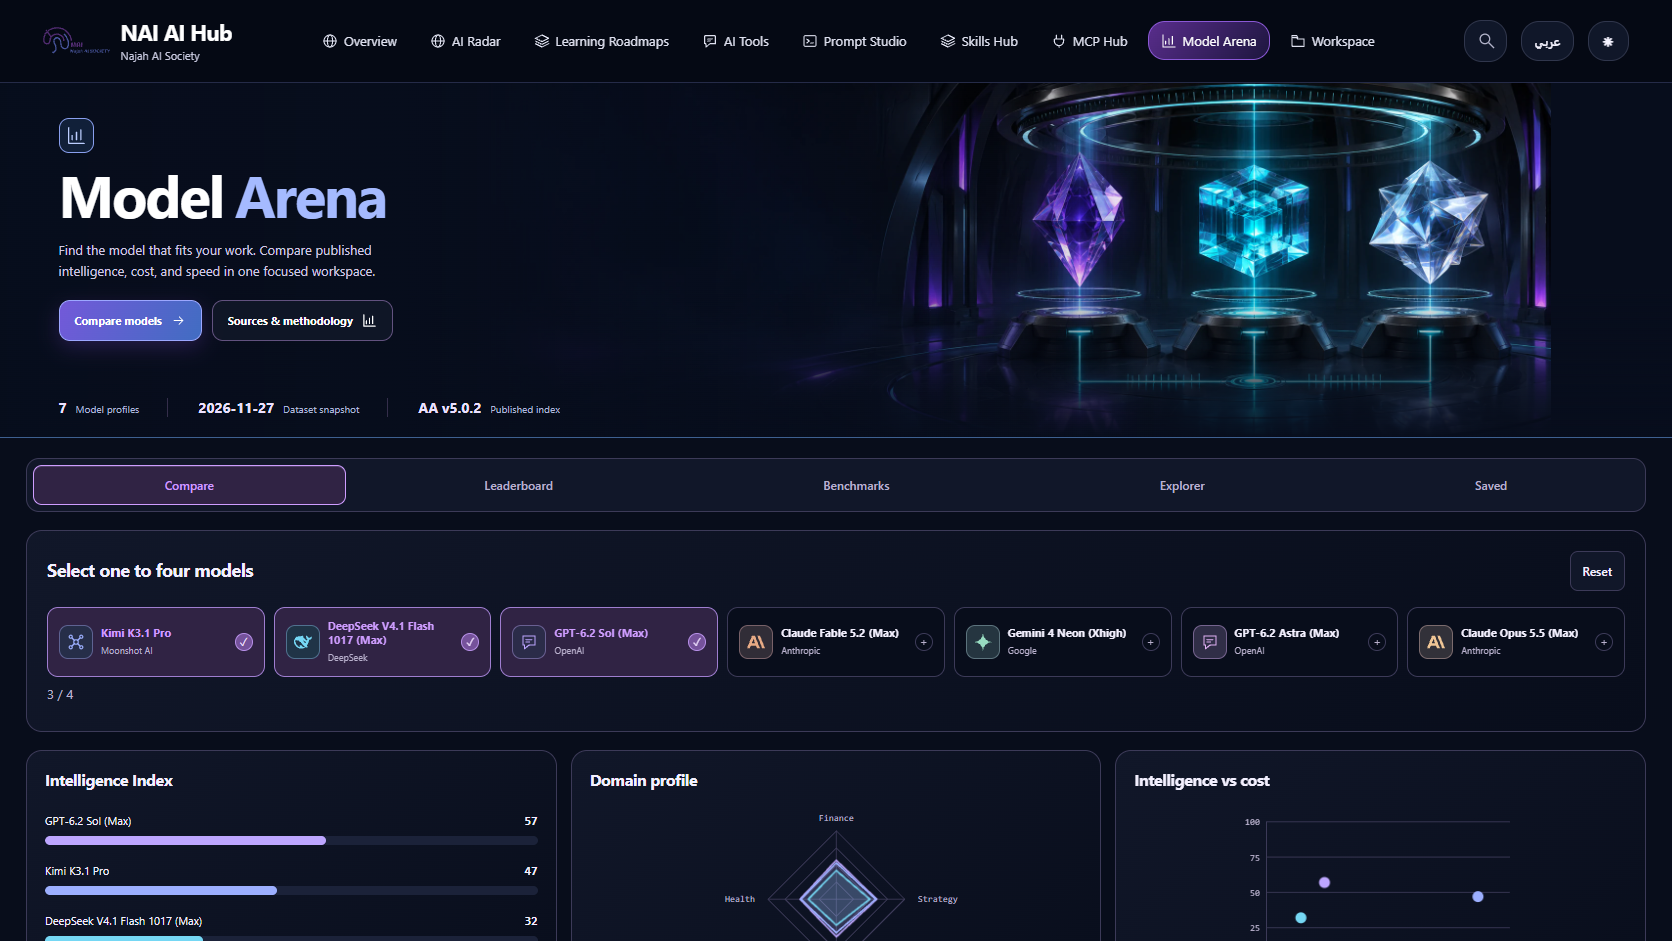 NAI AI Hub
Najah AI Society
Overview
AI Radar
Learning Roadmaps
AI Tools
Prompt Studio
Skills Hub
MCP Hub
Model Arena
Workspace
عربي
Model Arena
Find the model that fits your work. Compare published
intelligence, cost, and speed in one focused workspace.
Compare models
Sources & methodology
7 Model profiles
2026-11-27 Dataset snapshot
AA v5.0.2 Published index
Compare
Leaderboard
Benchmarks
Explorer
Saved
Select one to four models
Reset
Kimi K3.1 Pro
Moonshot AI
DeepSeek V4.1 Flash
1017 (Max)
DeepSeek
GPT-6.2 Sol (Max)
OpenAI
Claude Fable 5.2 (Max)
Anthropic
Gemini 4 Neon (Xhigh)
Google
GPT-6.2 Astra (Max)
OpenAI
Claude Opus 5.5 (Max)
Anthropic
3 / 4
Intelligence Index
GPT-6.2 Sol (Max) 57
Kimi K3.1 Pro 47
DeepSeek V4.1 Flash 1017 (Max) 32
Domain profile
Finance
Health
Strategy
Intelligence vs cost
100
75
50
25